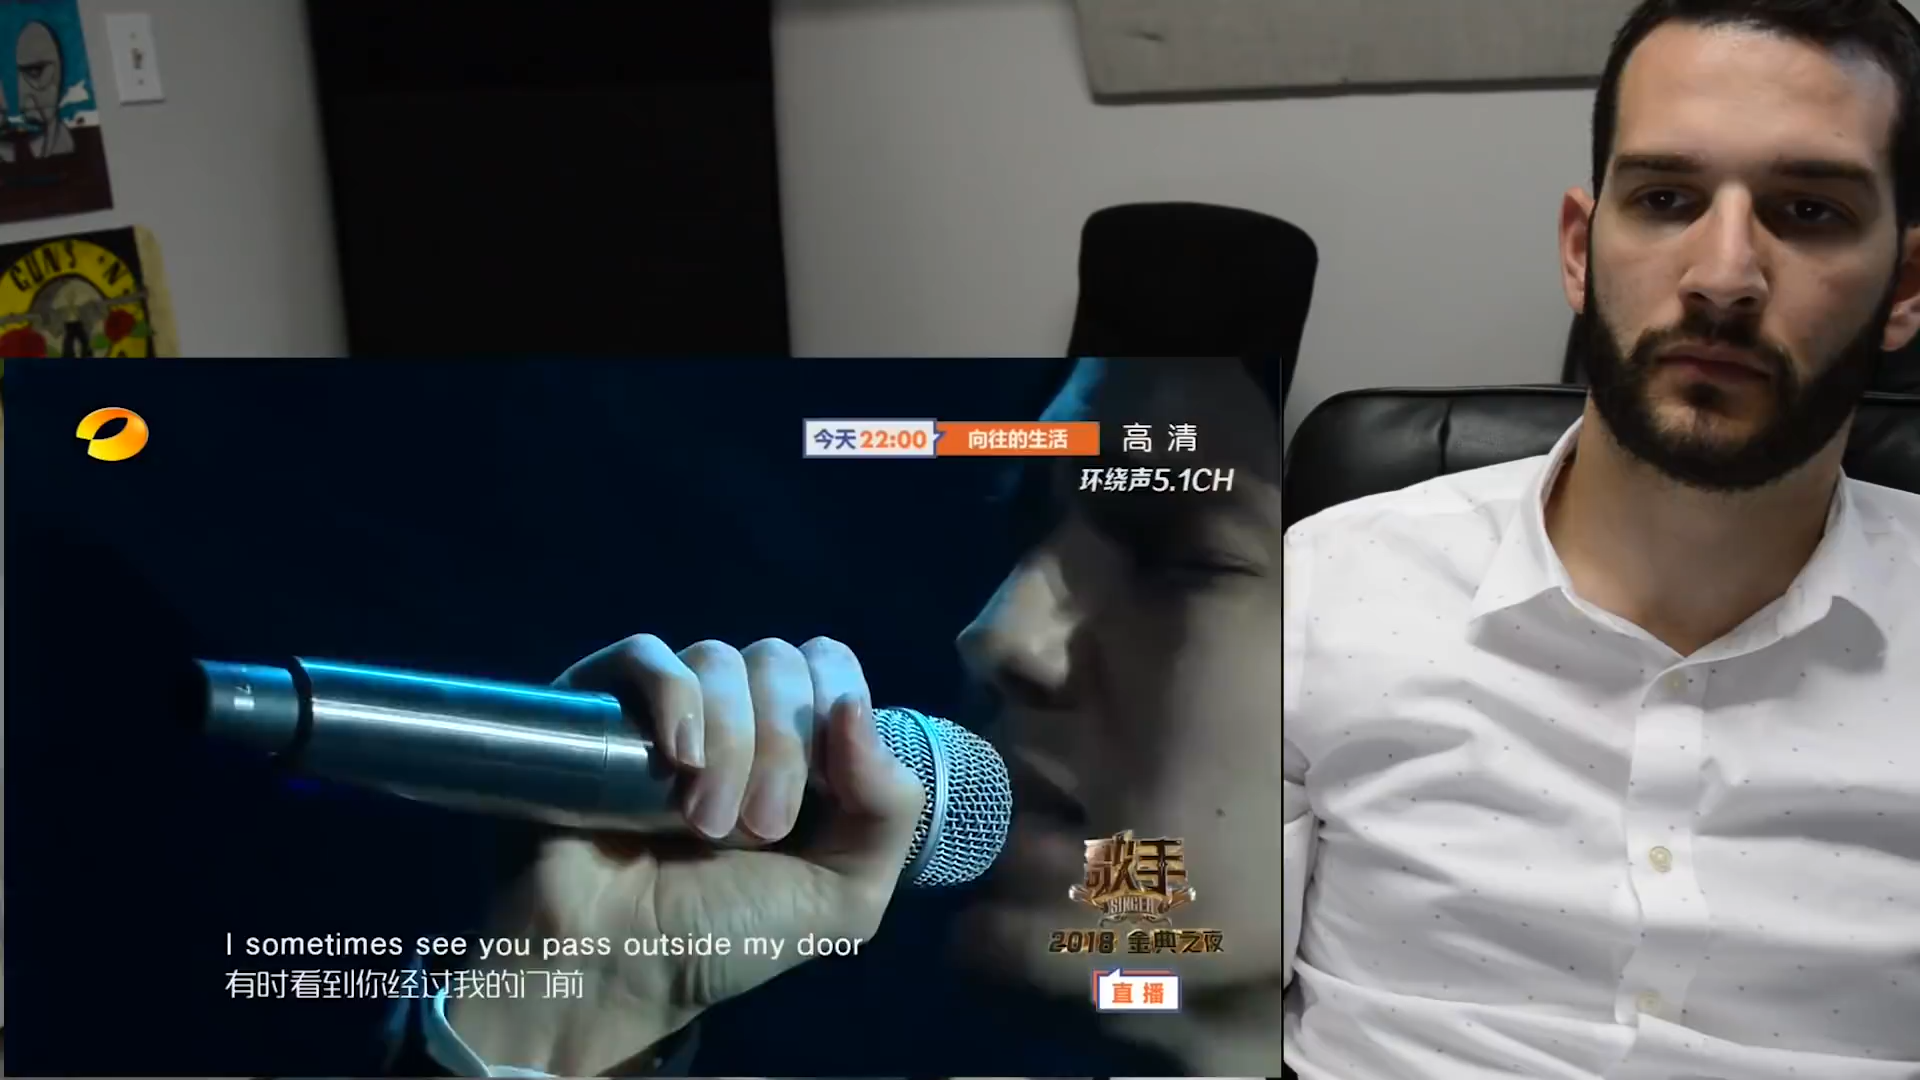 GUNS N'
今天22:00 向往的生活 高清
环绕声5.1CH
歌手
SINGER
2018 金典之夜
直播
I sometimes see you pass outside my door
有时看到你经过我的门前